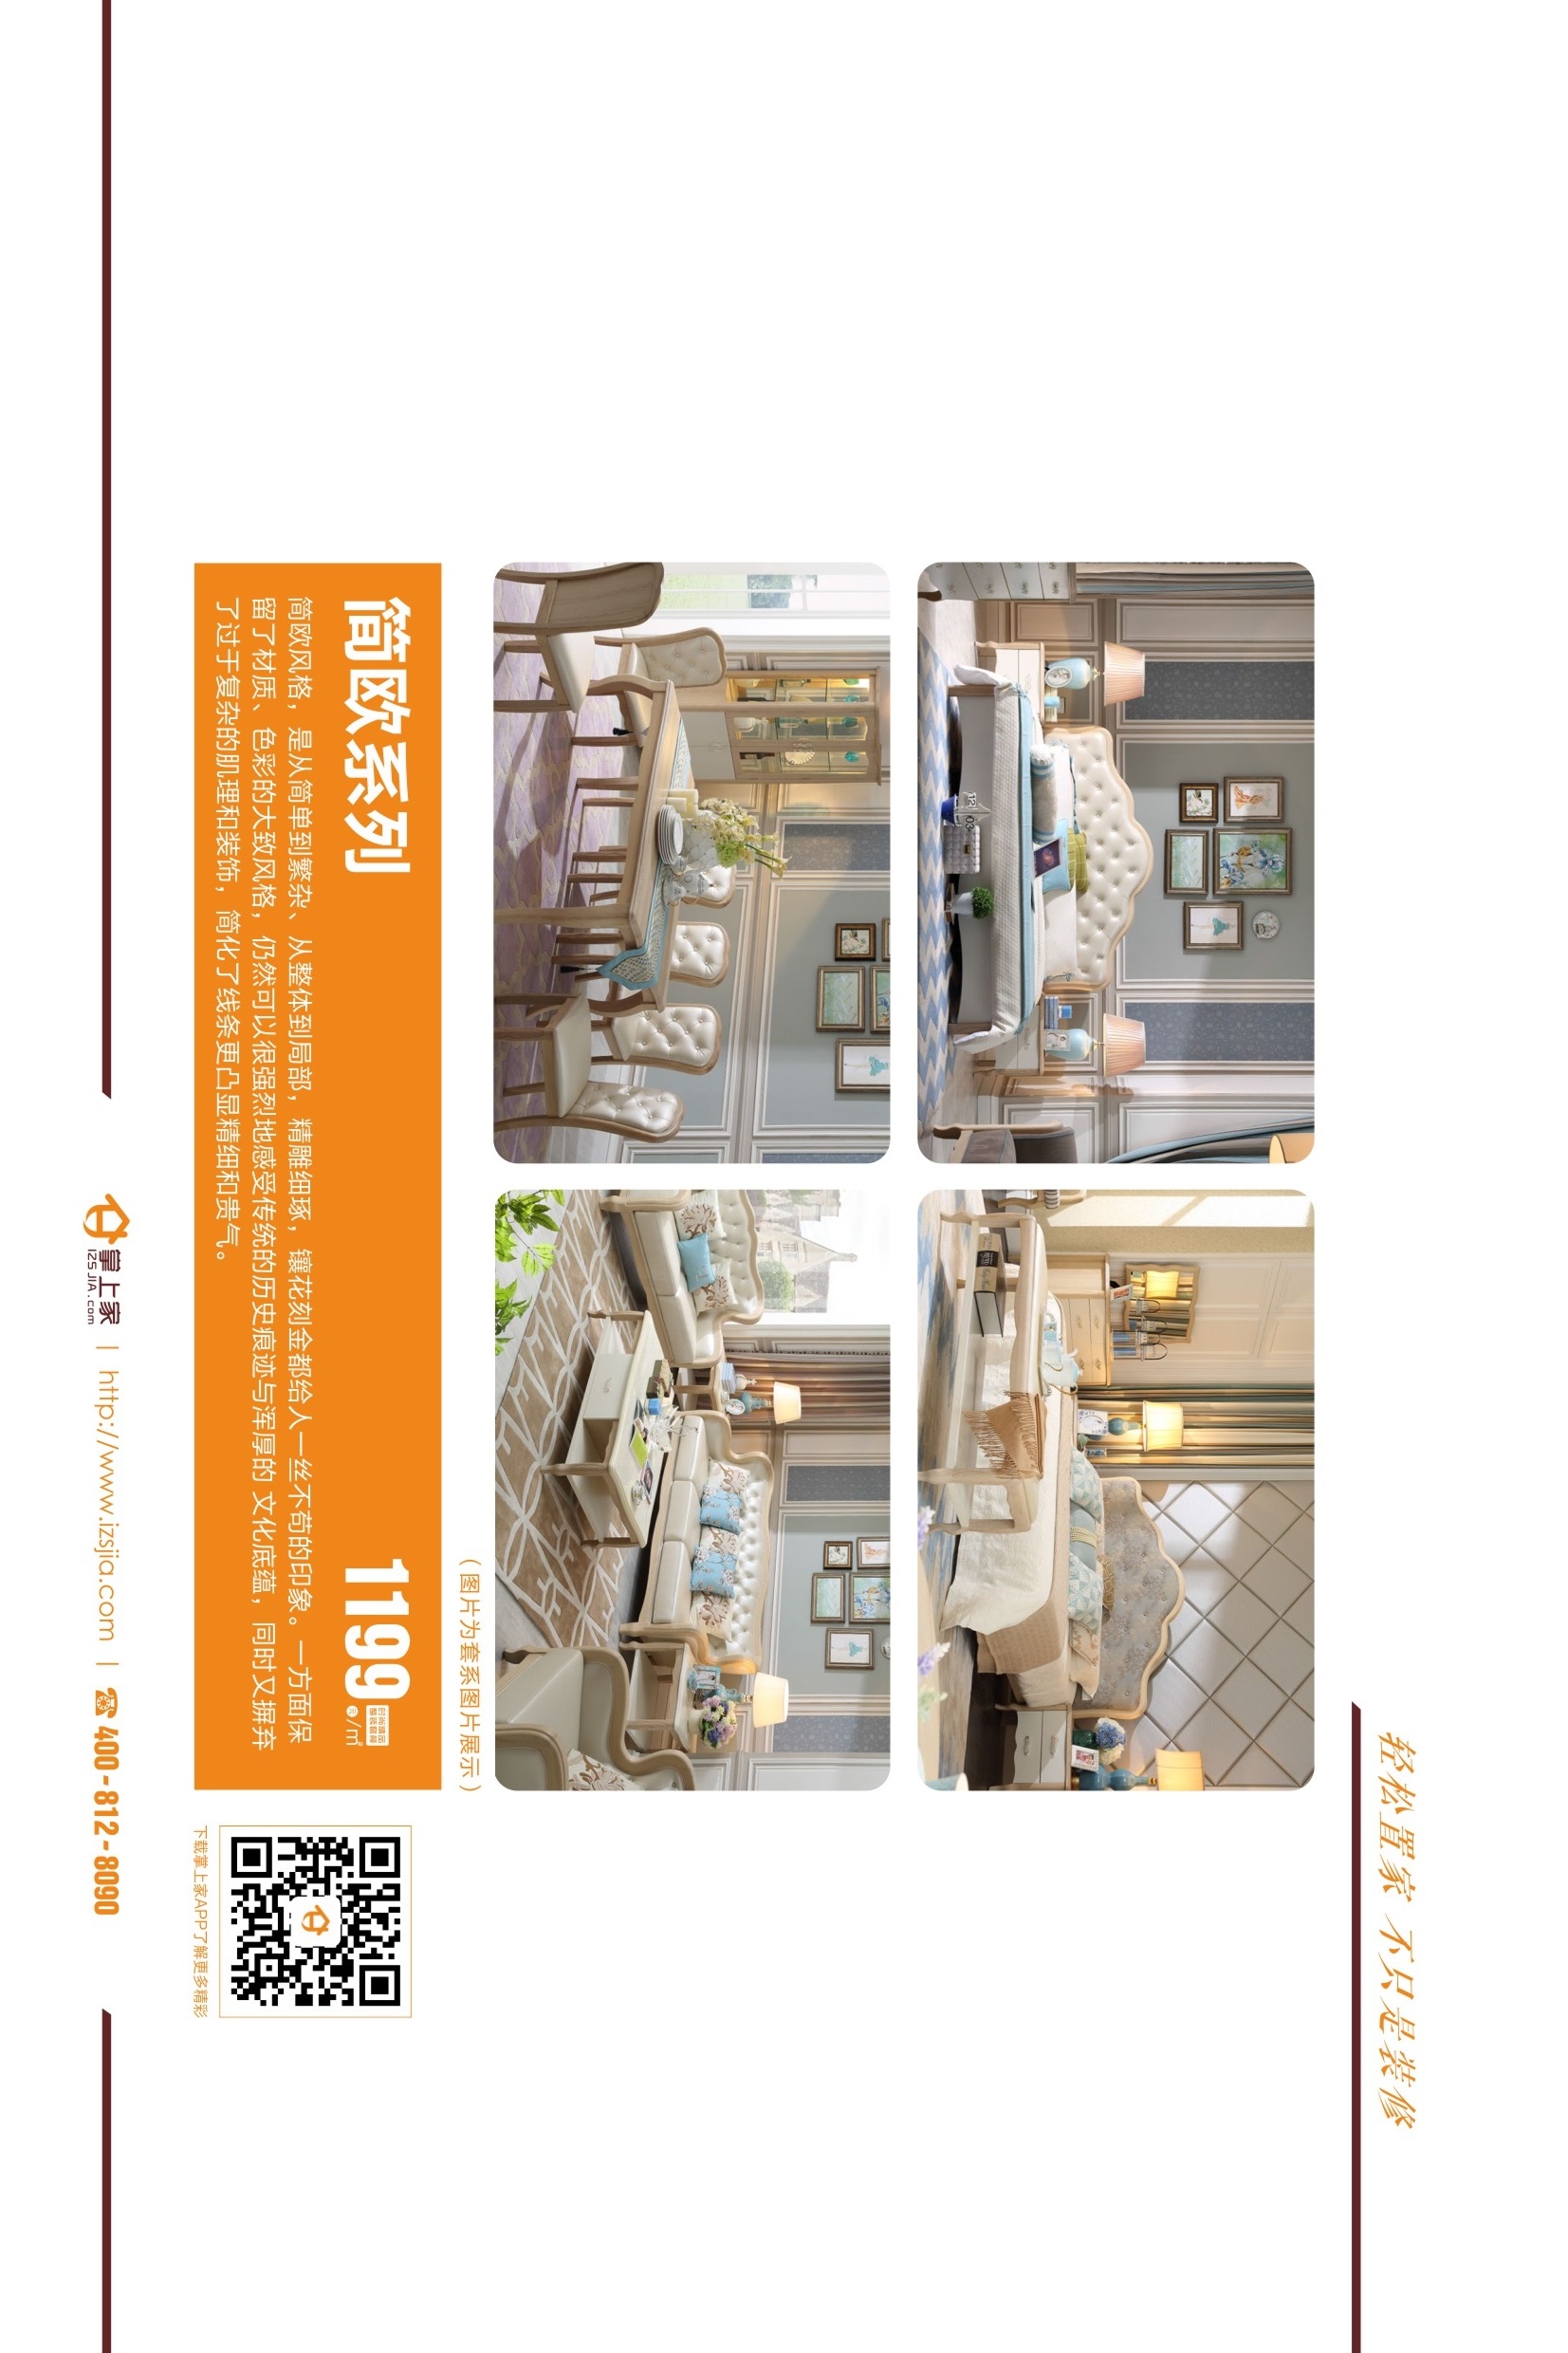 轻松置家 不只是装修
（图片为套系图片展示）
简欧系列
1199
元/㎡
简欧风格，是从简单到繁杂、从整体到局部，精雕细琢，镶花刻金都给人一丝不苟的印象。一方面保
留了材质、色彩的大致风格，仍然可以很强烈地感受传统的历史痕迹与浑厚的文化底蕴，同时又摒弃
了过于复杂的肌理和装饰，简化了线条更凸显精细和贵气。
下载掌上家APP了解更多精彩
掌上家
IZSJIA.com
| http://www.izsjia.com | ☎ 400-812-8090